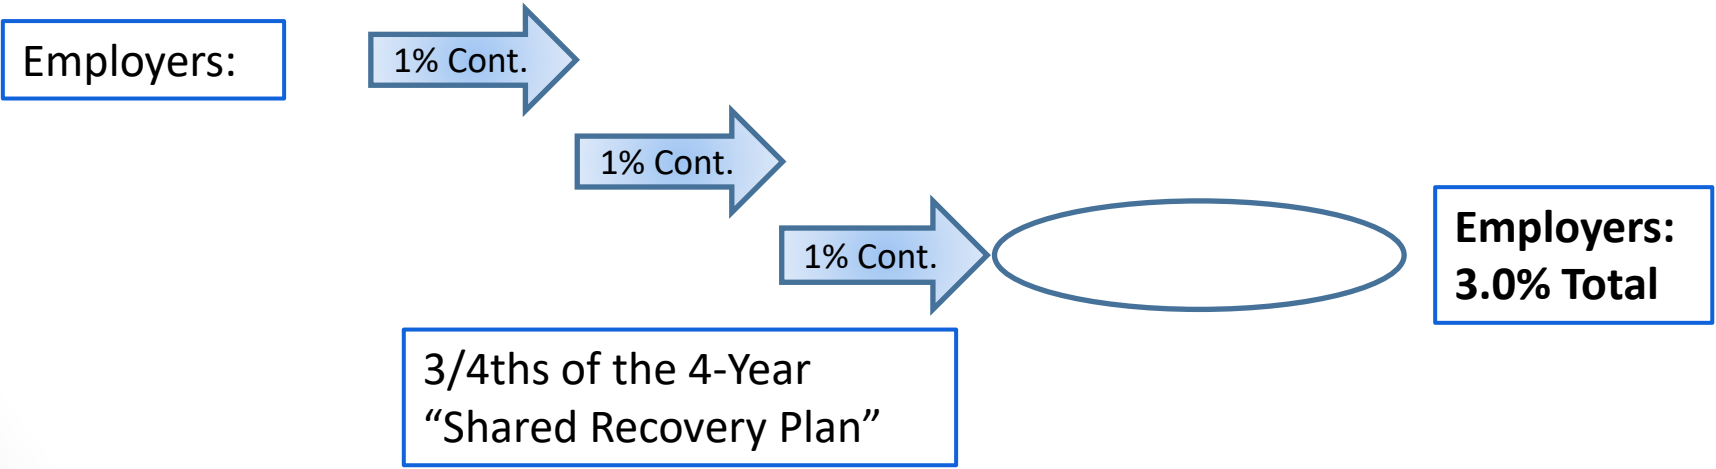 Employers:
1% Cont.
1% Cont.
1% Cont.
Employers:
3.0% Total
3/4ths of the 4-Year
“Shared Recovery Plan”